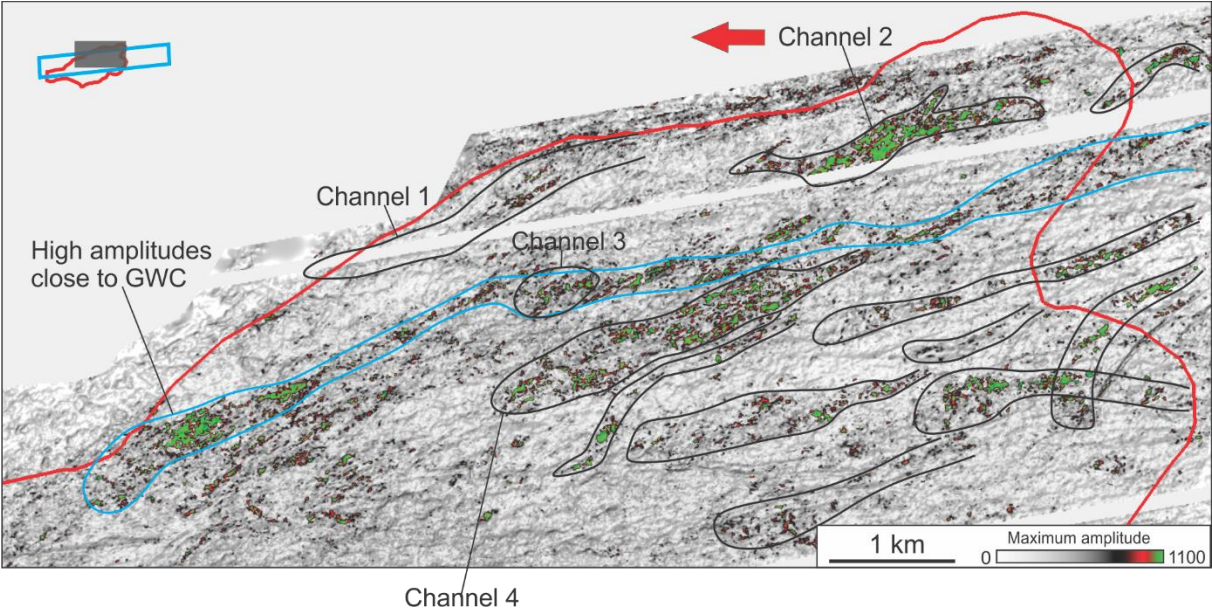 Channel 2
Channel 1
Channel 3
High amplitudes
close to GWC
1 km
Maximum amplitude
0
1100
Channel 4